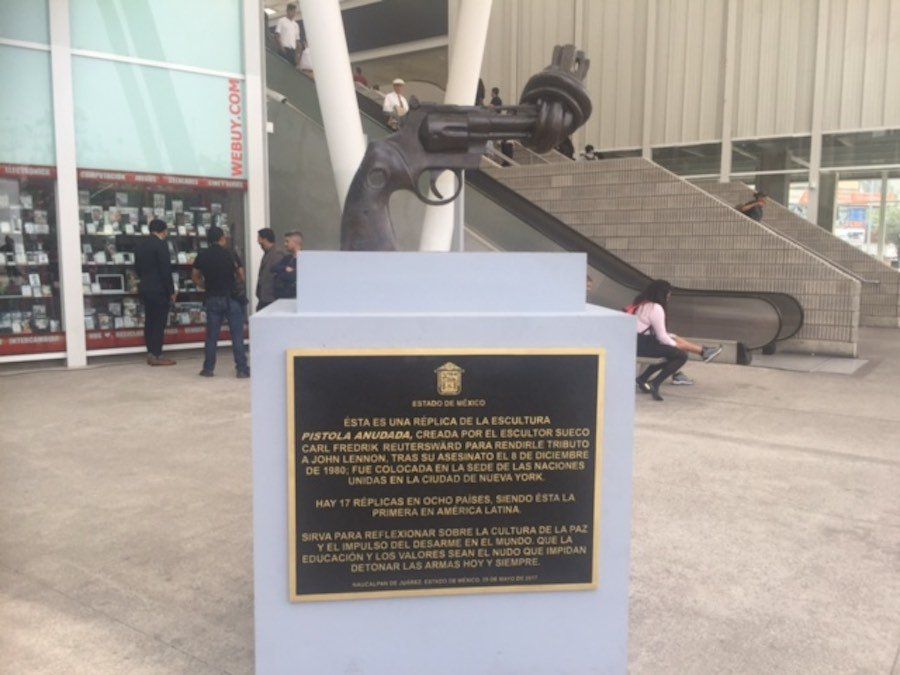 WEBUY.COM
ELECTRÓNICA
COMPUTACIÓN
CELULARES
CINE
INTERCAMBIO
ESTADO DE MÉXICO
ÉSTA ES UNA RÉPLICA DE LA ESCULTURA
PISTOLA ANUDADA, CREADA POR EL ESCULTOR SUECO
CARL FREDRIK REUTERSWÄRD PARA RENDIRLE TRIBUTO
A JOHN LENNON, TRAS SU ASESINATO EL 8 DE DICIEMBRE
DE 1980; FUE COLOCADA EN LA SEDE DE LAS NACIONES
UNIDAS EN LA CIUDAD DE NUEVA YORK.
HAY 17 RÉPLICAS EN OCHO PAÍSES, SIENDO ÉSTA LA
PRIMERA EN AMÉRICA LATINA.
SIRVA PARA REFLEXIONAR SOBRE LA CULTURA DE LA PAZ
Y EL IMPULSO DEL DESARME EN EL MUNDO. QUE LA
EDUCACIÓN Y LOS VALORES SEAN EL NUDO QUE IMPIDAN
DETONAR LAS ARMAS HOY Y SIEMPRE.
NAUCALPAN DE JUÁREZ, ESTADO DE MÉXICO, DE MAYO DE 2017